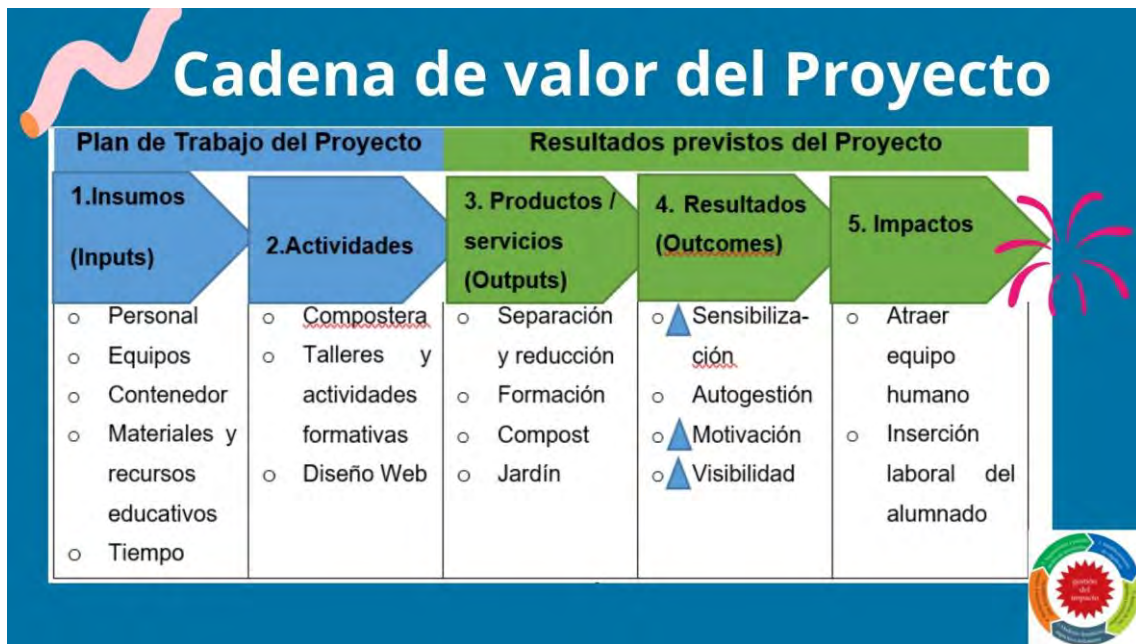 Cadena de valor del Proyecto
Plan de Trabajo del Proyecto
Resultados previstos del Proyecto
1.Insumos
(Inputs)
2.Actividades
3. Productos /
servicios
(Outputs)
4. Resultados
(Outcomes)
5. Impactos
Personal
Equipos
Contenedor
Materiales y
recursos
educativos
Tiempo
Compostera
Talleres y
actividades
formativas
Diseño Web
Separación
y reducción
Formación
Compost
Jardín
Sensibiliza-
ción
Autogestión
Motivación
Visibilidad
Atraer
equipo
humano
Inserción
laboral del
alumnado
gestión
del
impacto